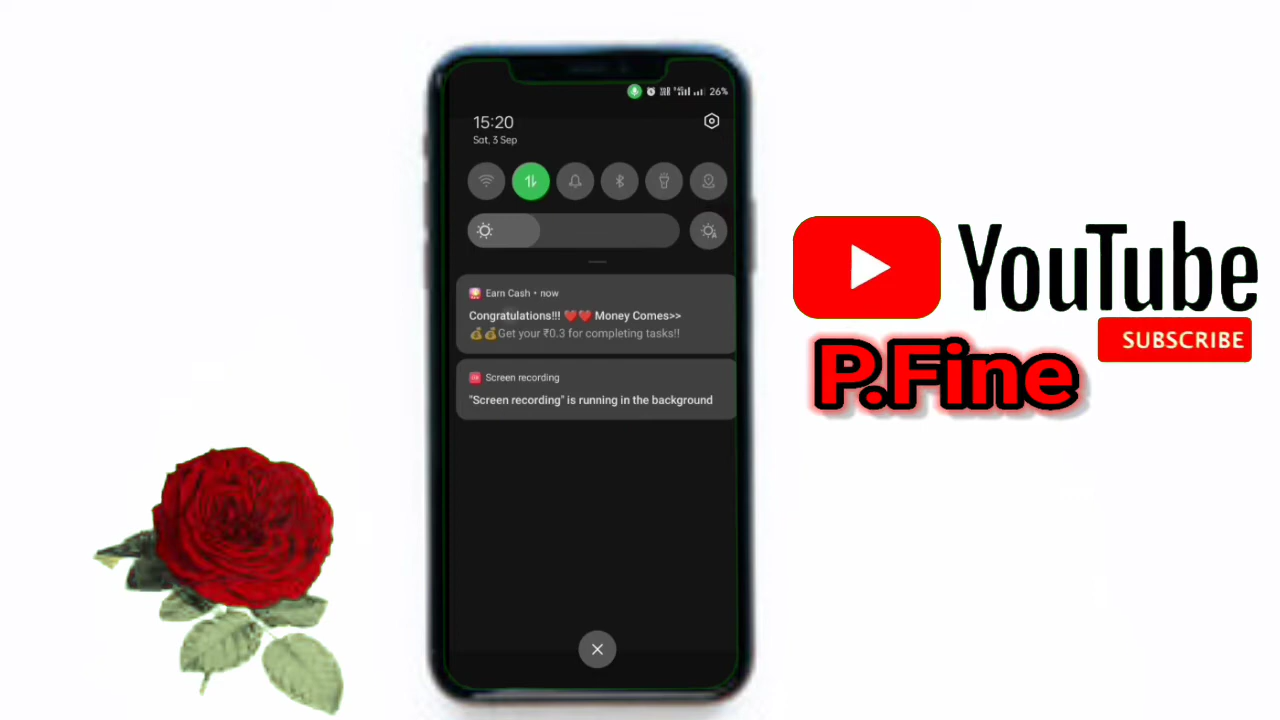 26%
15:20
Sat, 3 Sep
Earn Cash • now
Congratulations!!! ❤️❤️ Money Comes>>
💰💰Get your ₹0.3 for completing tasks!!
Screen recording
"Screen recording" is running in the background
YouTube
SUBSCRIBE
P.Fine